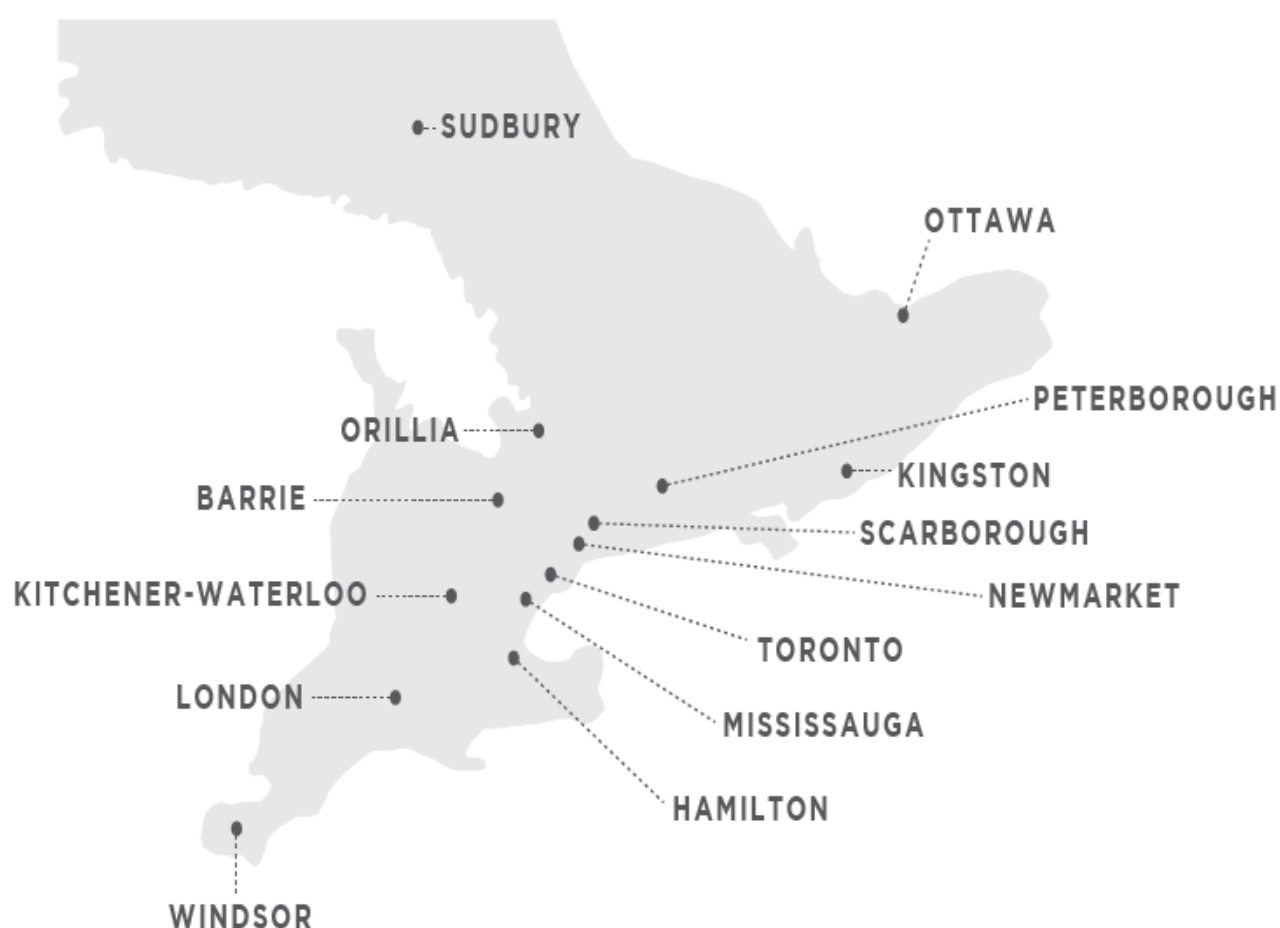 SUDBURY
OTTAWA
PETERBOROUGH
ORILLIA
KINGSTON
BARRIE
SCARBOROUGH
KITCHENER-WATERLOO
NEWMARKET
TORONTO
LONDON
MISSISSAUGA
HAMILTON
WINDSOR